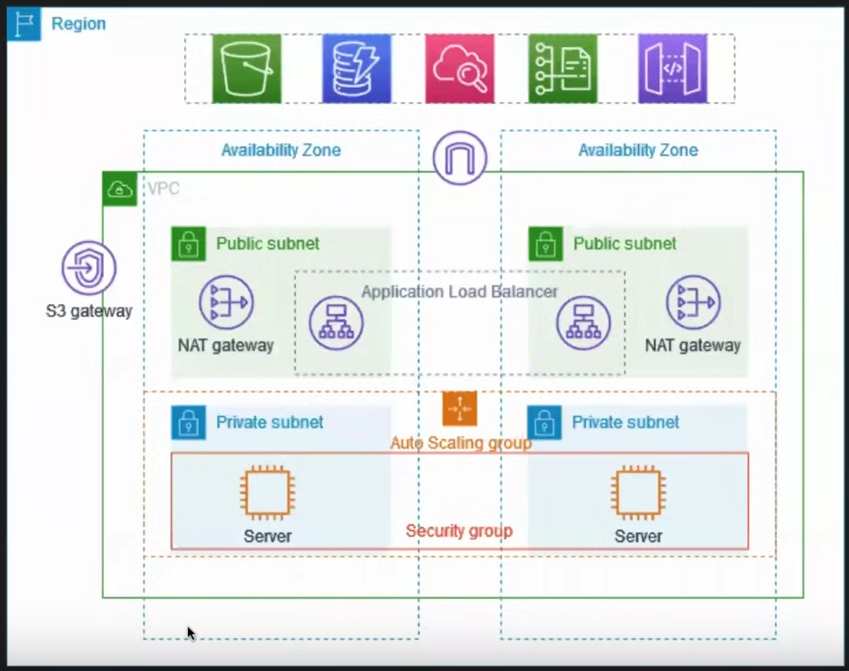 Region
Availability Zone
Availability Zone
VPC
Public subnet
Public subnet
S3 gateway
Application Load Balancer
NAT gateway
NAT gateway
Private subnet
Private subnet
Auto Scaling group
Security group
Server
Server